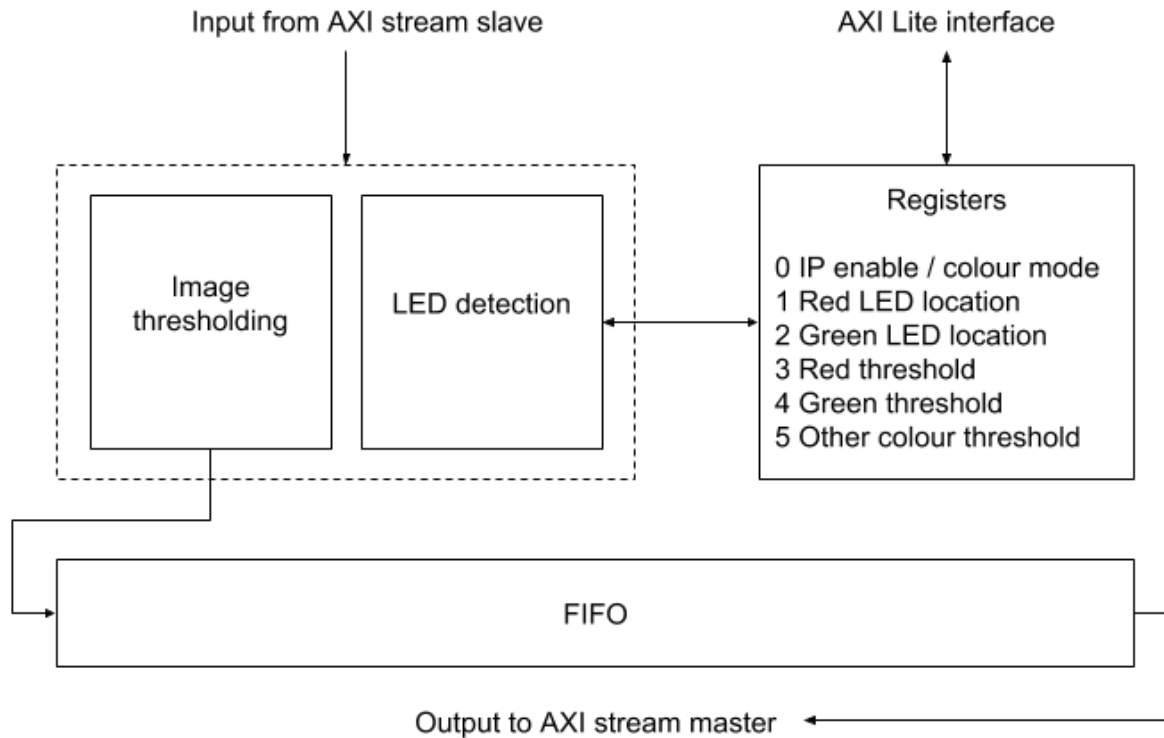 Input from AXI stream slave
AXI Lite interface
Image
thresholding
LED detection
Registers
0 IP enable / colour mode
1 Red LED location
2 Green LED location
3 Red threshold
4 Green threshold
5 Other colour threshold
FIFO
Output to AXI stream master